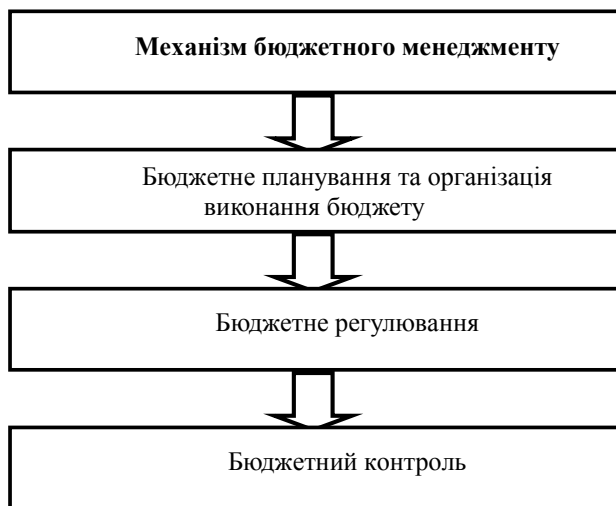 Механізм бюджетного менеджменту
Бюджетне планування та організація
виконання бюджету
Бюджетне регулювання
Бюджетний контроль